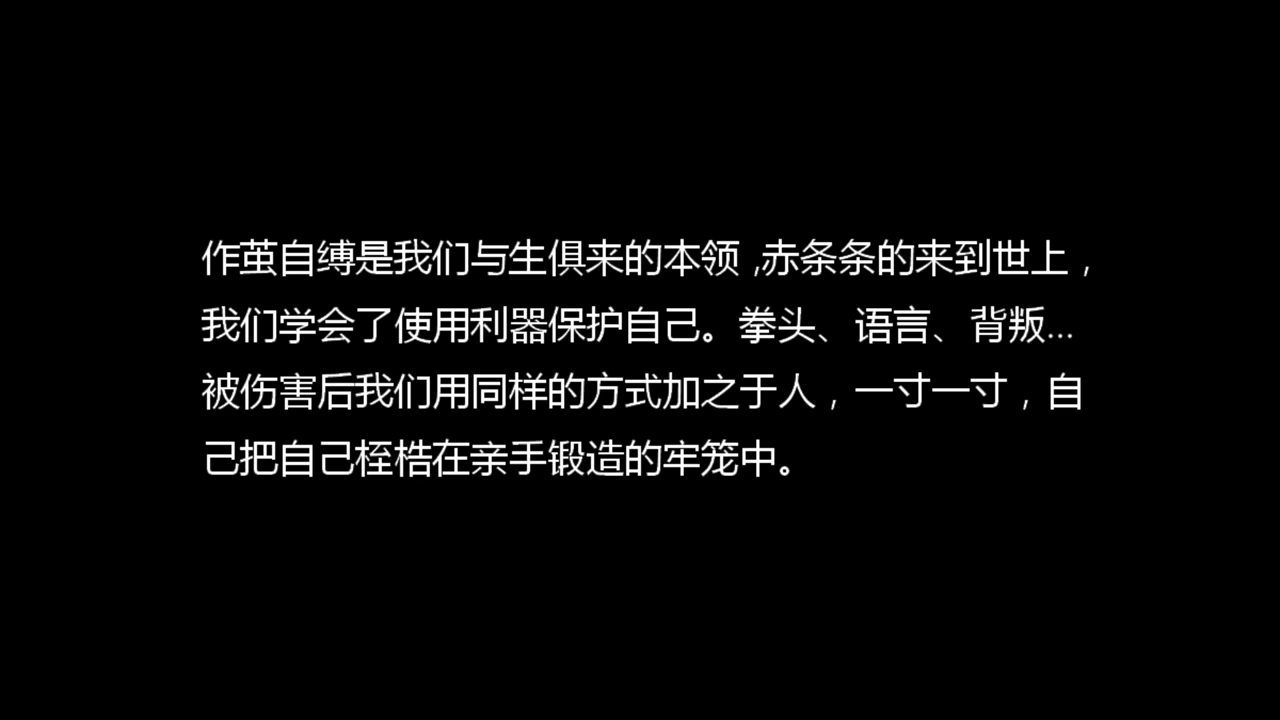 作茧自缚是我们与生俱来的本领,赤条条的来到世上，
我们学会了使用利器保护自己。拳头、语言、背叛...
被伤害后我们用同样的方式加之于人，一寸一寸，自
己把自己桎梏在亲手锻造的牢笼中。